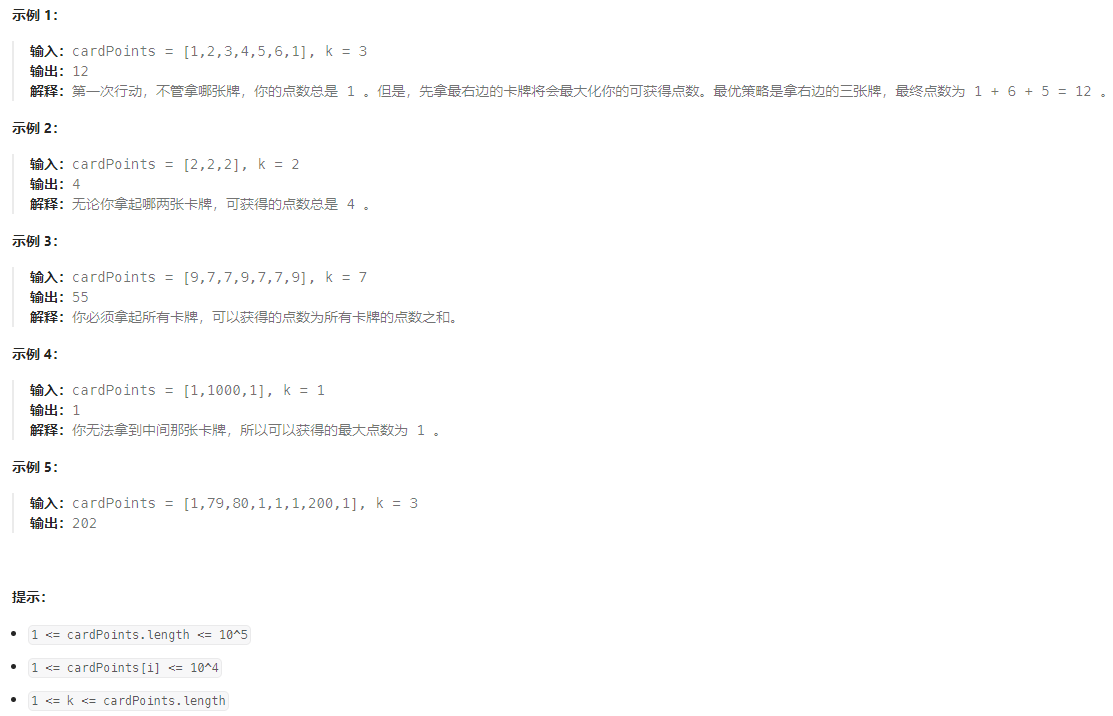 示例 1:
输入: cardPoints = [1,2,3,4,5,6,1], k = 3
输出: 12
解释: 第一次行动，不管拿哪张牌，你的点数总是 1 。但是，先拿最右边的卡牌将会最大化你的可获得点数。最优策略是拿右边的三张牌，最终点数为 1 + 6 + 5 = 12 。
示例 2:
输入: cardPoints = [2,2,2], k = 2
输出: 4
解释: 无论你拿起哪两张卡牌，可获得的点数总是 4 。
示例 3:
输入: cardPoints = [9,7,7,9,7,7,9], k = 7
输出: 55
解释: 你必须拿起所有卡牌，可以获得的点数为所有卡牌的点数之和。
示例 4:
输入: cardPoints = [1,1000,1], k = 1
输出: 1
解释: 你无法拿到中间那张卡牌，所以可以获得的最大点数为 1 。
示例 5:
输入: cardPoints = [1,79,80,1,1,1,200,1], k = 3
输出: 202
提示:
• 1 <= cardPoints.length <= 10^5
• 1 <= cardPoints[i] <= 10^4
• 1 <= k <= cardPoints.length